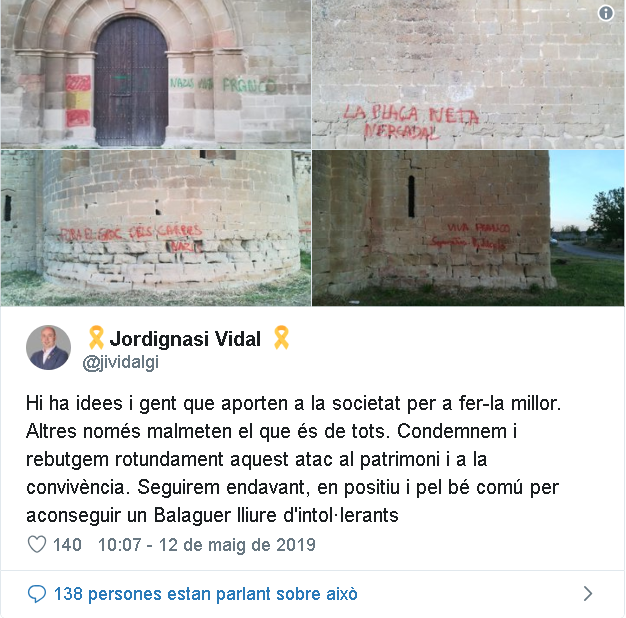 VIVA FRANCO
LA PLAÇA NETA
MERCADAL
VIVA FRANCO
Jordignasi Vidal
@jividalgi
Hi ha idees i gent que aporten a la societat per a fer-la millor.
Altres només malmeten el que és de tots. Condemnem i
rebutgem rotundament aquest atac al patrimoni i a la
convivència. Seguirem endavant, en positiu i pel bé comú per
aconseguir un Balaguer lliure d'intol·lerants
140 10:07 - 12 de maig de 2019
138 persones estan parlant sobre això